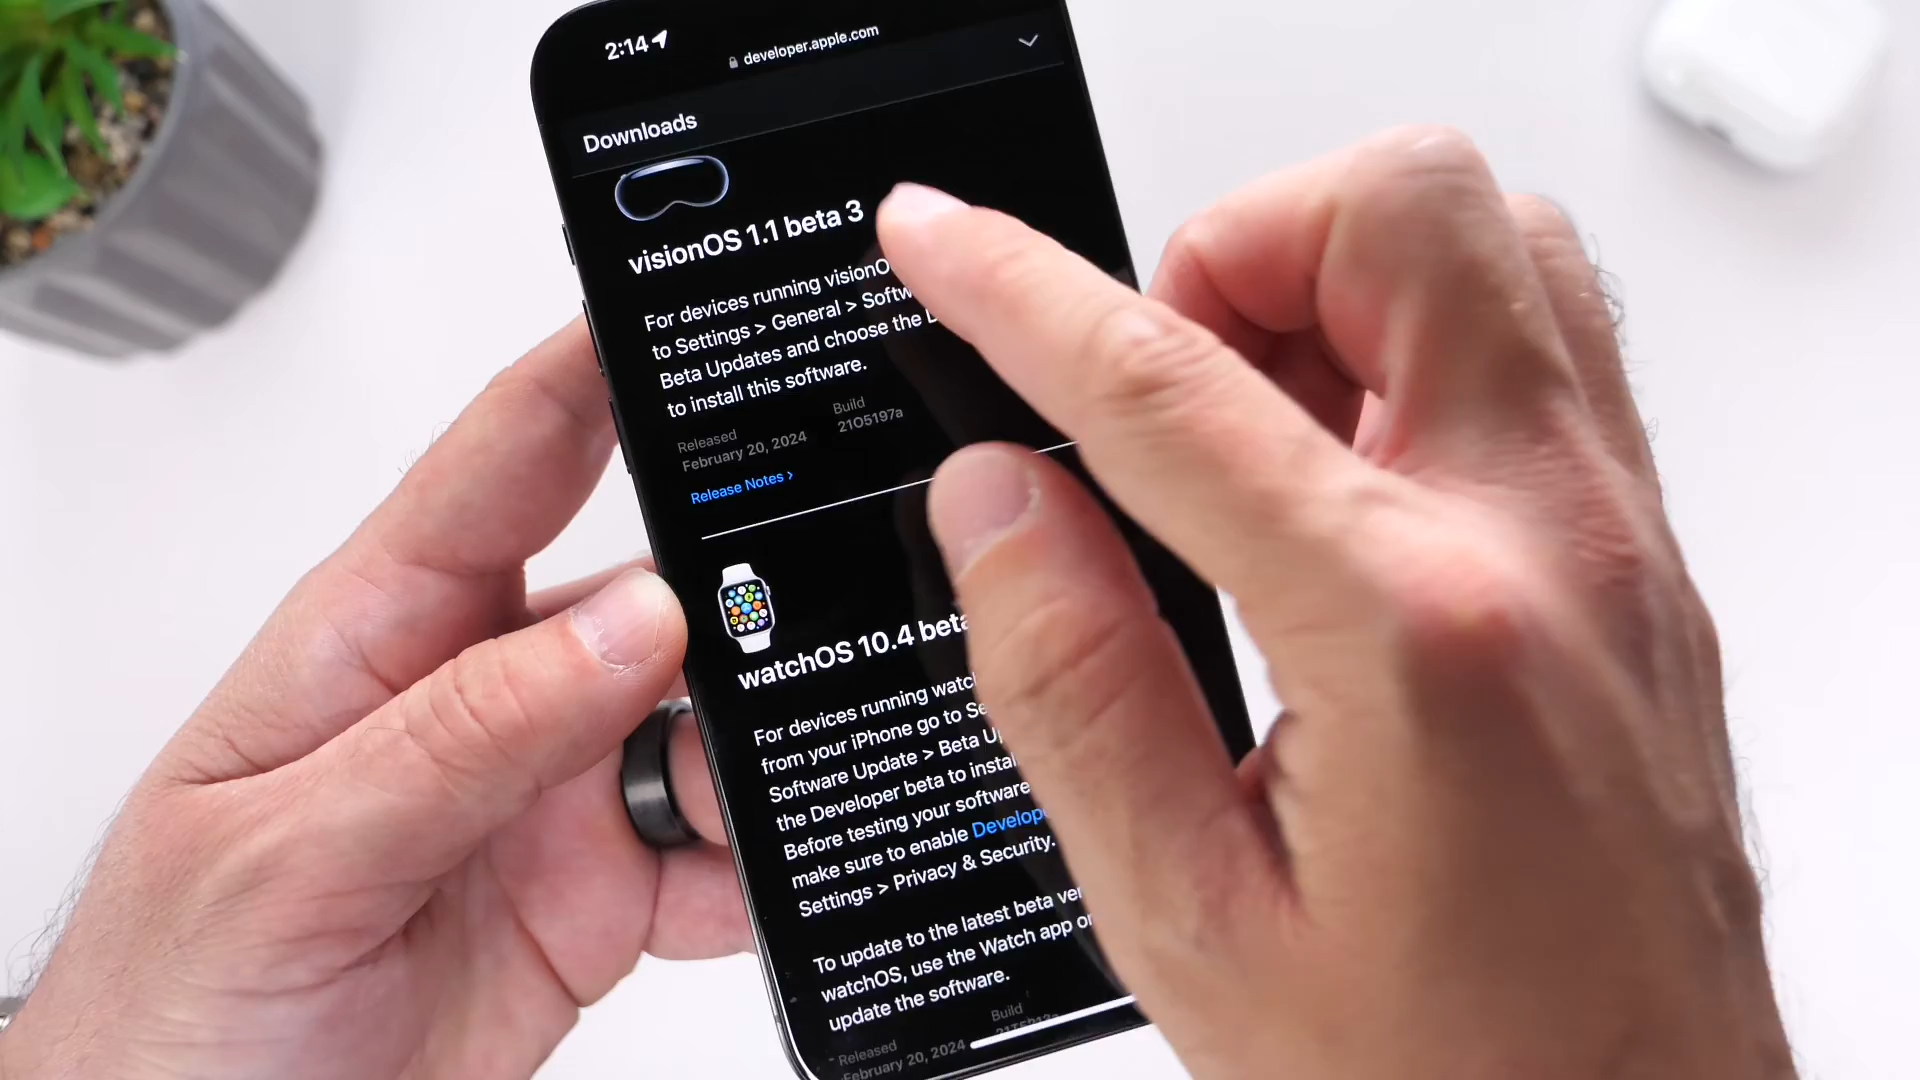 2:14
developer.apple.com
Downloads
visionOS 1.1 beta 3
For devices running visionO
to Settings > General > Softw
Beta Updates and choose the
to install this software.
Released
February 20, 2024
Build
21O5197a
Release Notes >
watchOS 10.4 beta
For devices running watc
from your iPhone go to Se
Software Update > Beta U
the Developer beta to instal
Before testing your software
make sure to enable Develope
Settings > Privacy & Security.
To update to the latest beta ver
watchOS, use the Watch app o
update the software.
Released
February 20, 2024
Build